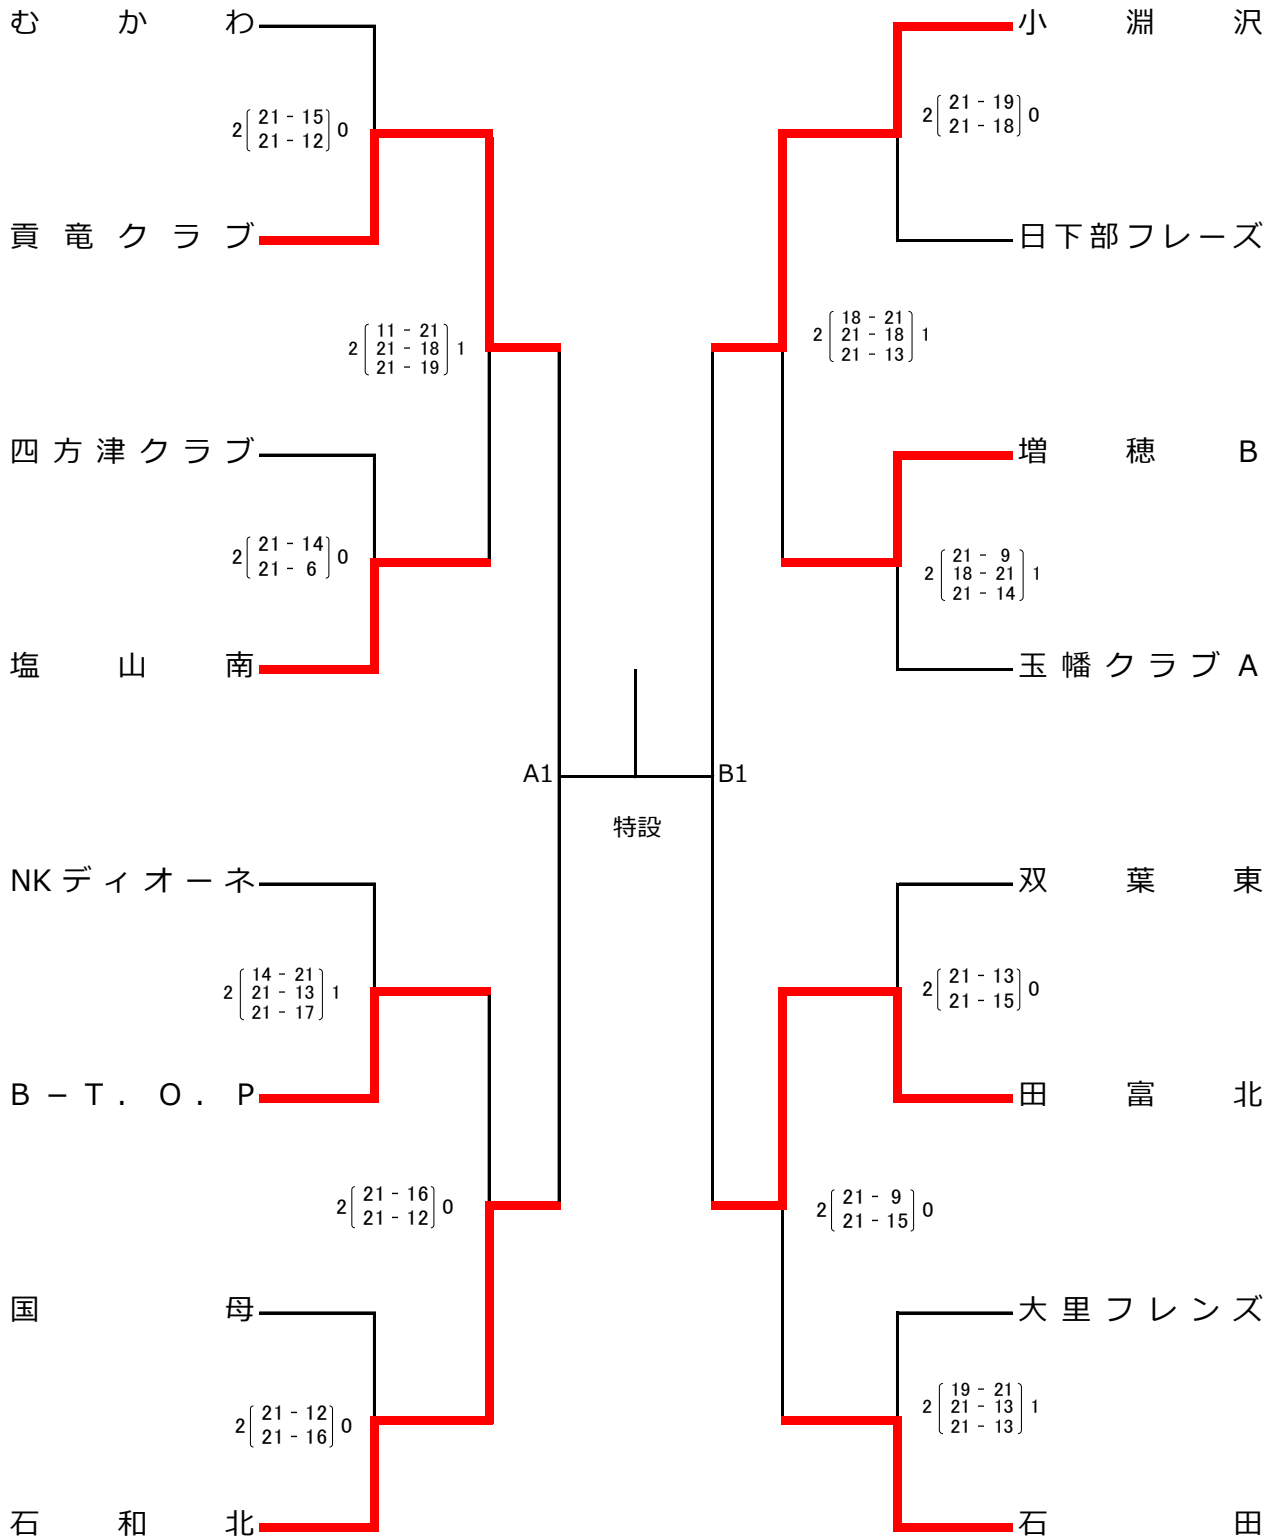 むかわ
2 21 - 15 0
21 - 12
貢竜クラブ
2 11 - 21 1
21 - 18
21 - 19
四方津クラブ
2 21 - 14 0
21 - 6
塩山南
A1
NKディオーネ
2 14 - 21 1
21 - 13
21 - 17
B－T．O．P
2 21 - 16 0
21 - 12
国母
2 21 - 12 0
21 - 16
石和北
特設
小淵沢
2 21 - 19 0
21 - 18
日下部フレーズ
2 18 - 21 1
21 - 18
21 - 13
増穂B
2 21 - 9 1
18 - 21
21 - 14
玉幡クラブA
B1
双葉東
2 21 - 13 0
21 - 15
田富北
2 21 - 9 0
21 - 15
大里フレンズ
2 19 - 21 1
21 - 13
21 - 13
石田